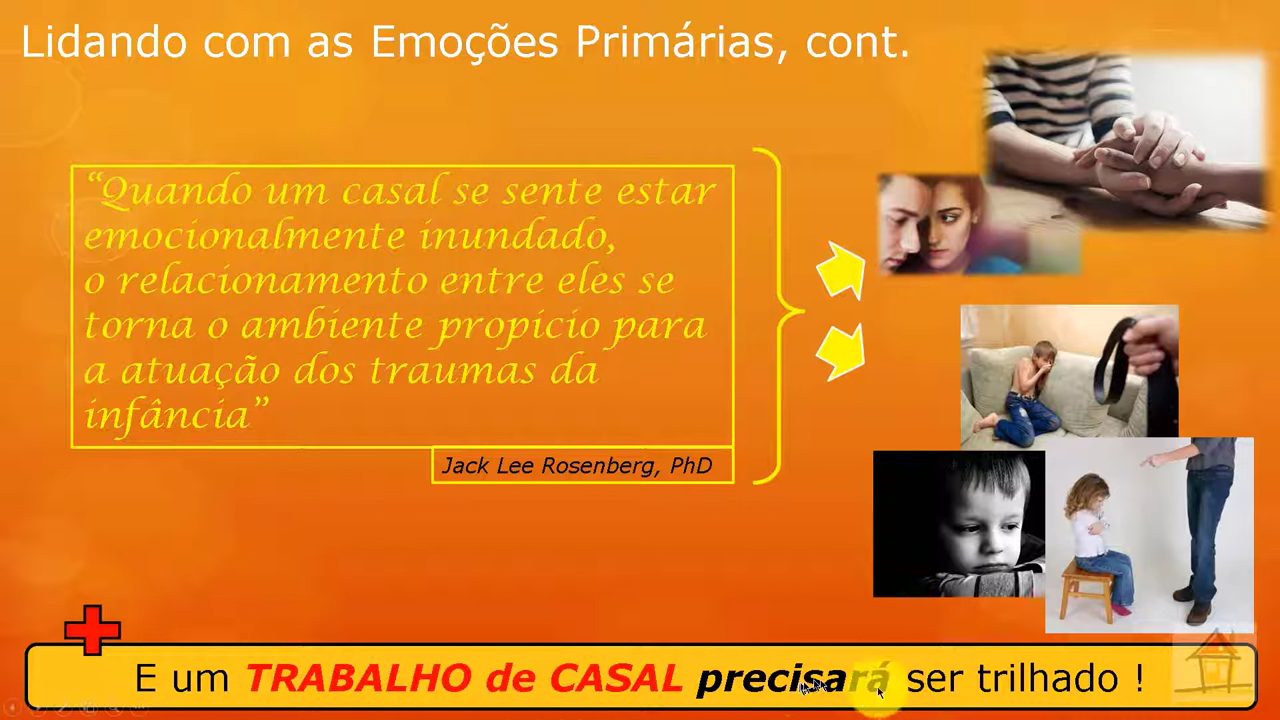 Lidando com as Emoções Primárias, cont.
“Quando um casal se sente estar
emocionalmente inundado,
o relacionamento entre eles se
torna o ambiente propício para
a atuação dos traumas da
infância”
Jack Lee Rosenberg, PhD
E um TRABALHO de CASAL precisará ser trilhado !